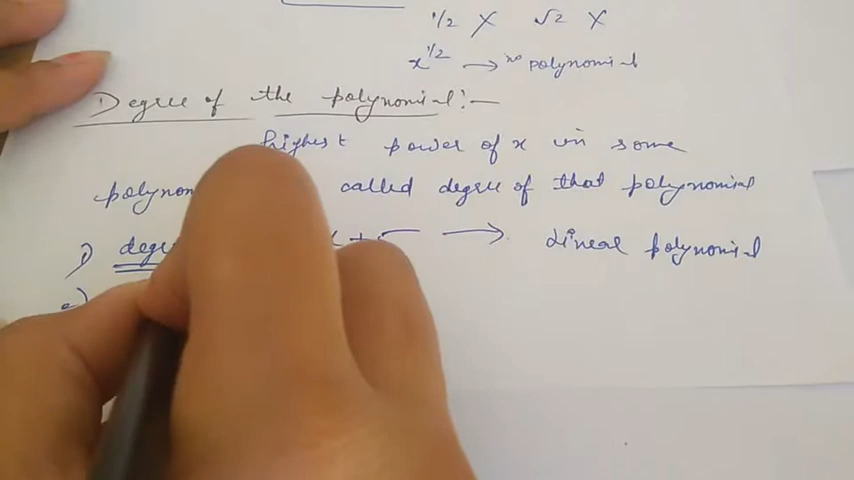 1/2 X √2 X
x^1/2 → no polynomial
Degree of the polynomial:—
highest power of x in some
called degree of that polynomial
1) → Linear polynomial